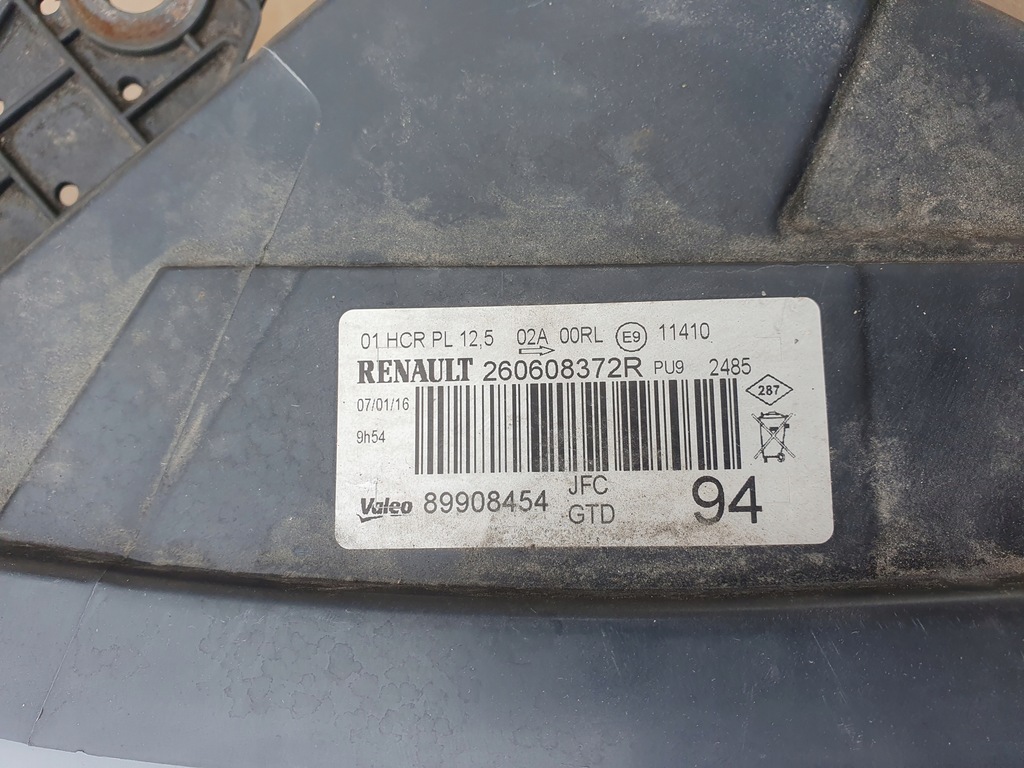 01 HCR PL 12,5 02A 00RL E9 11410
RENAULT 260608372R PU9 2485
287
07/01/16
9h54
Valeo 89908454 JFC
GTD
94